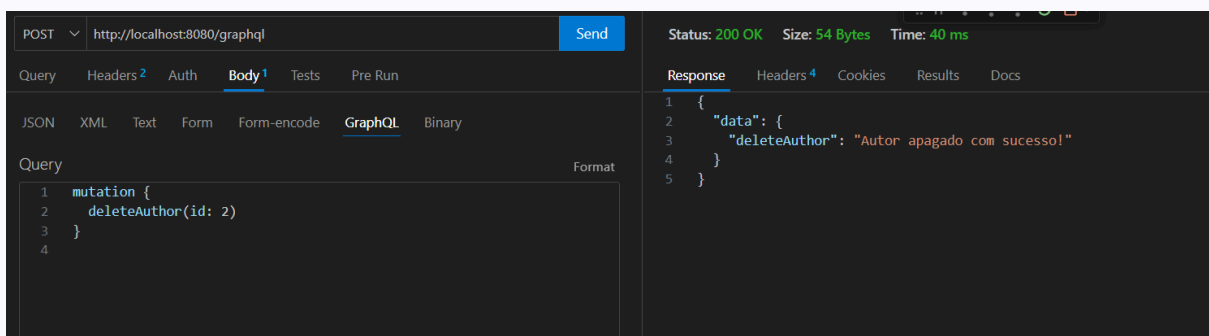 POST http://localhost:8080/graphql Send
Query Headers 2 Auth Body 1 Tests Pre Run
JSON XML Text Form Form-encode GraphQL Binary
Query Format
1 mutation {
2 deleteAuthor(id: 2)
3 }
4
Status: 200 OK Size: 54 Bytes Time: 40 ms
Response Headers 4 Cookies Results Docs
1 {
2 "data": {
3 "deleteAuthor": "Autor apagado com sucesso!"
4 }
5 }